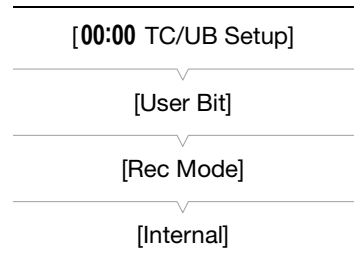 [00:00 TC/UB Setup]
[User Bit]
[Rec Mode]
[Internal]